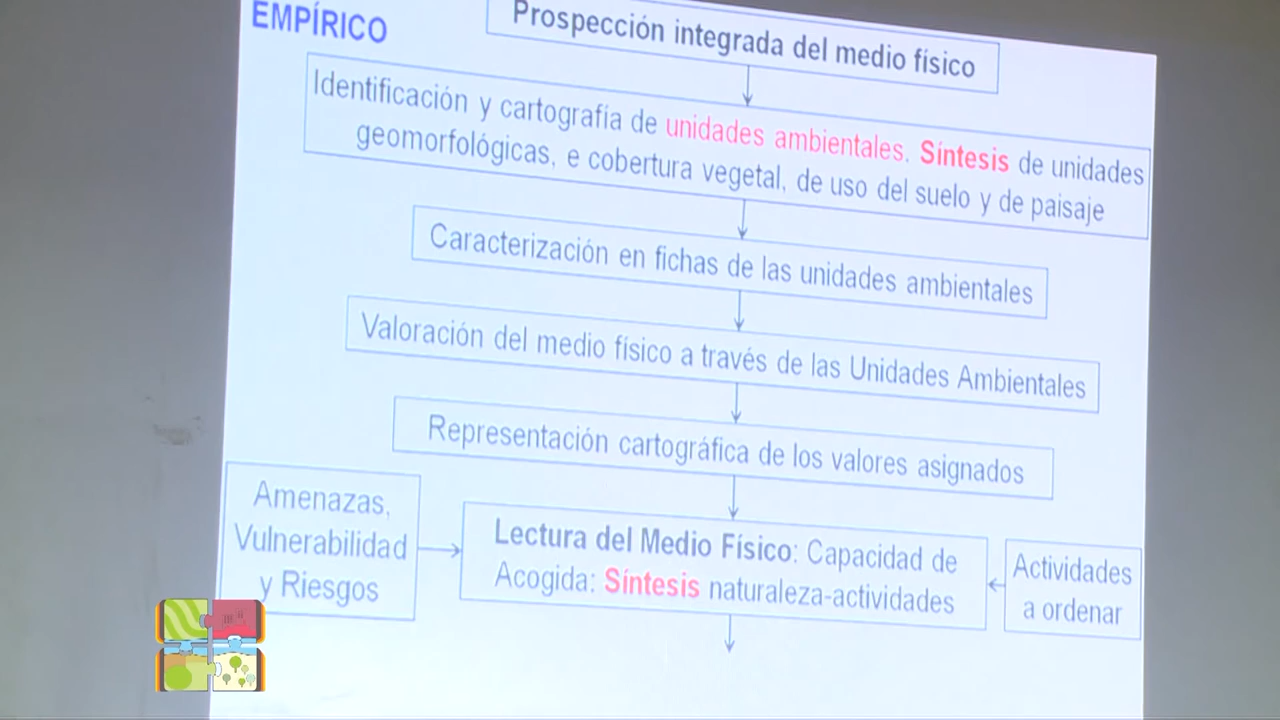 EMPÍRICO
Prospección integrada del medio físico
Identificación y cartografía de unidades ambientales. Síntesis de unidades
geomorfológicas, e cobertura vegetal, de uso del suelo y de paisaje
Caracterización en fichas de las unidades ambientales
Valoración del medio físico a través de las Unidades Ambientales
Representación cartográfica de los valores asignados
Amenazas,
Vulnerabilidad
y Riesgos
Lectura del Medio Físico: Capacidad de
Acogida: Síntesis naturaleza-actividades
Actividades
a ordenar